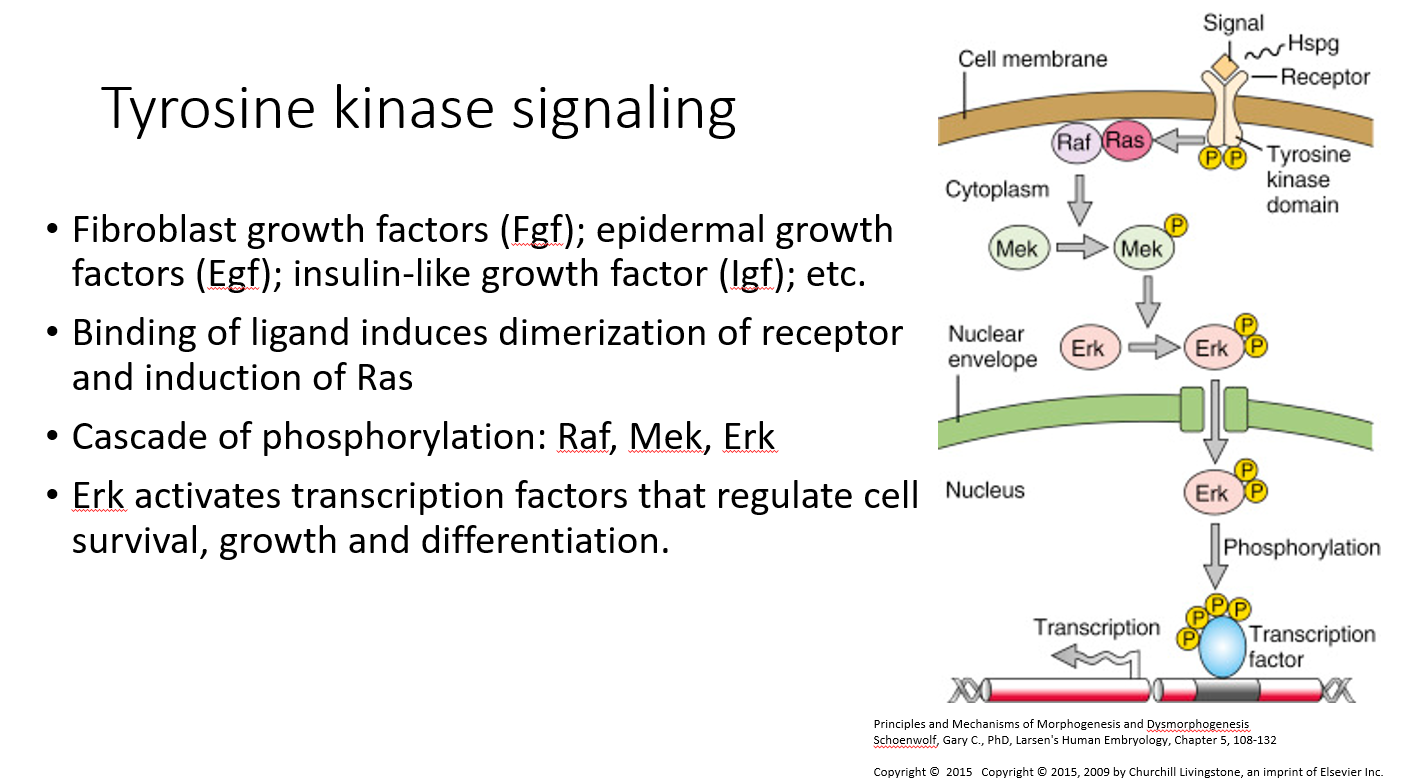 Tyrosine kinase signaling
• Fibroblast growth factors (Fgf); epidermal growth
factors (Egf); insulin-like growth factor (Igf); etc.
• Binding of ligand induces dimerization of receptor
and induction of Ras
• Cascade of phosphorylation: Raf, Mek, Erk
• Erk activates transcription factors that regulate cell
survival, growth and differentiation.
Signal
Hspg
Cell membrane
Receptor
Raf Ras
P P
Tyrosine
kinase
domain
Cytoplasm
P
Mek Mek
P
P
Nuclear
envelope
Erk Erk
P
P
Nucleus
Erk
Phosphorylation
P P P P
Transcription
Transcription
factor
Principles and Mechanisms of Morphogenesis and Dysmorphogenesis
Schoenwolf, Gary C., PhD, Larsen's Human Embryology, Chapter 5, 108-132
Copyright © 2015 Copyright © 2015, 2009 by Churchill Livingstone, an imprint of Elsevier Inc.